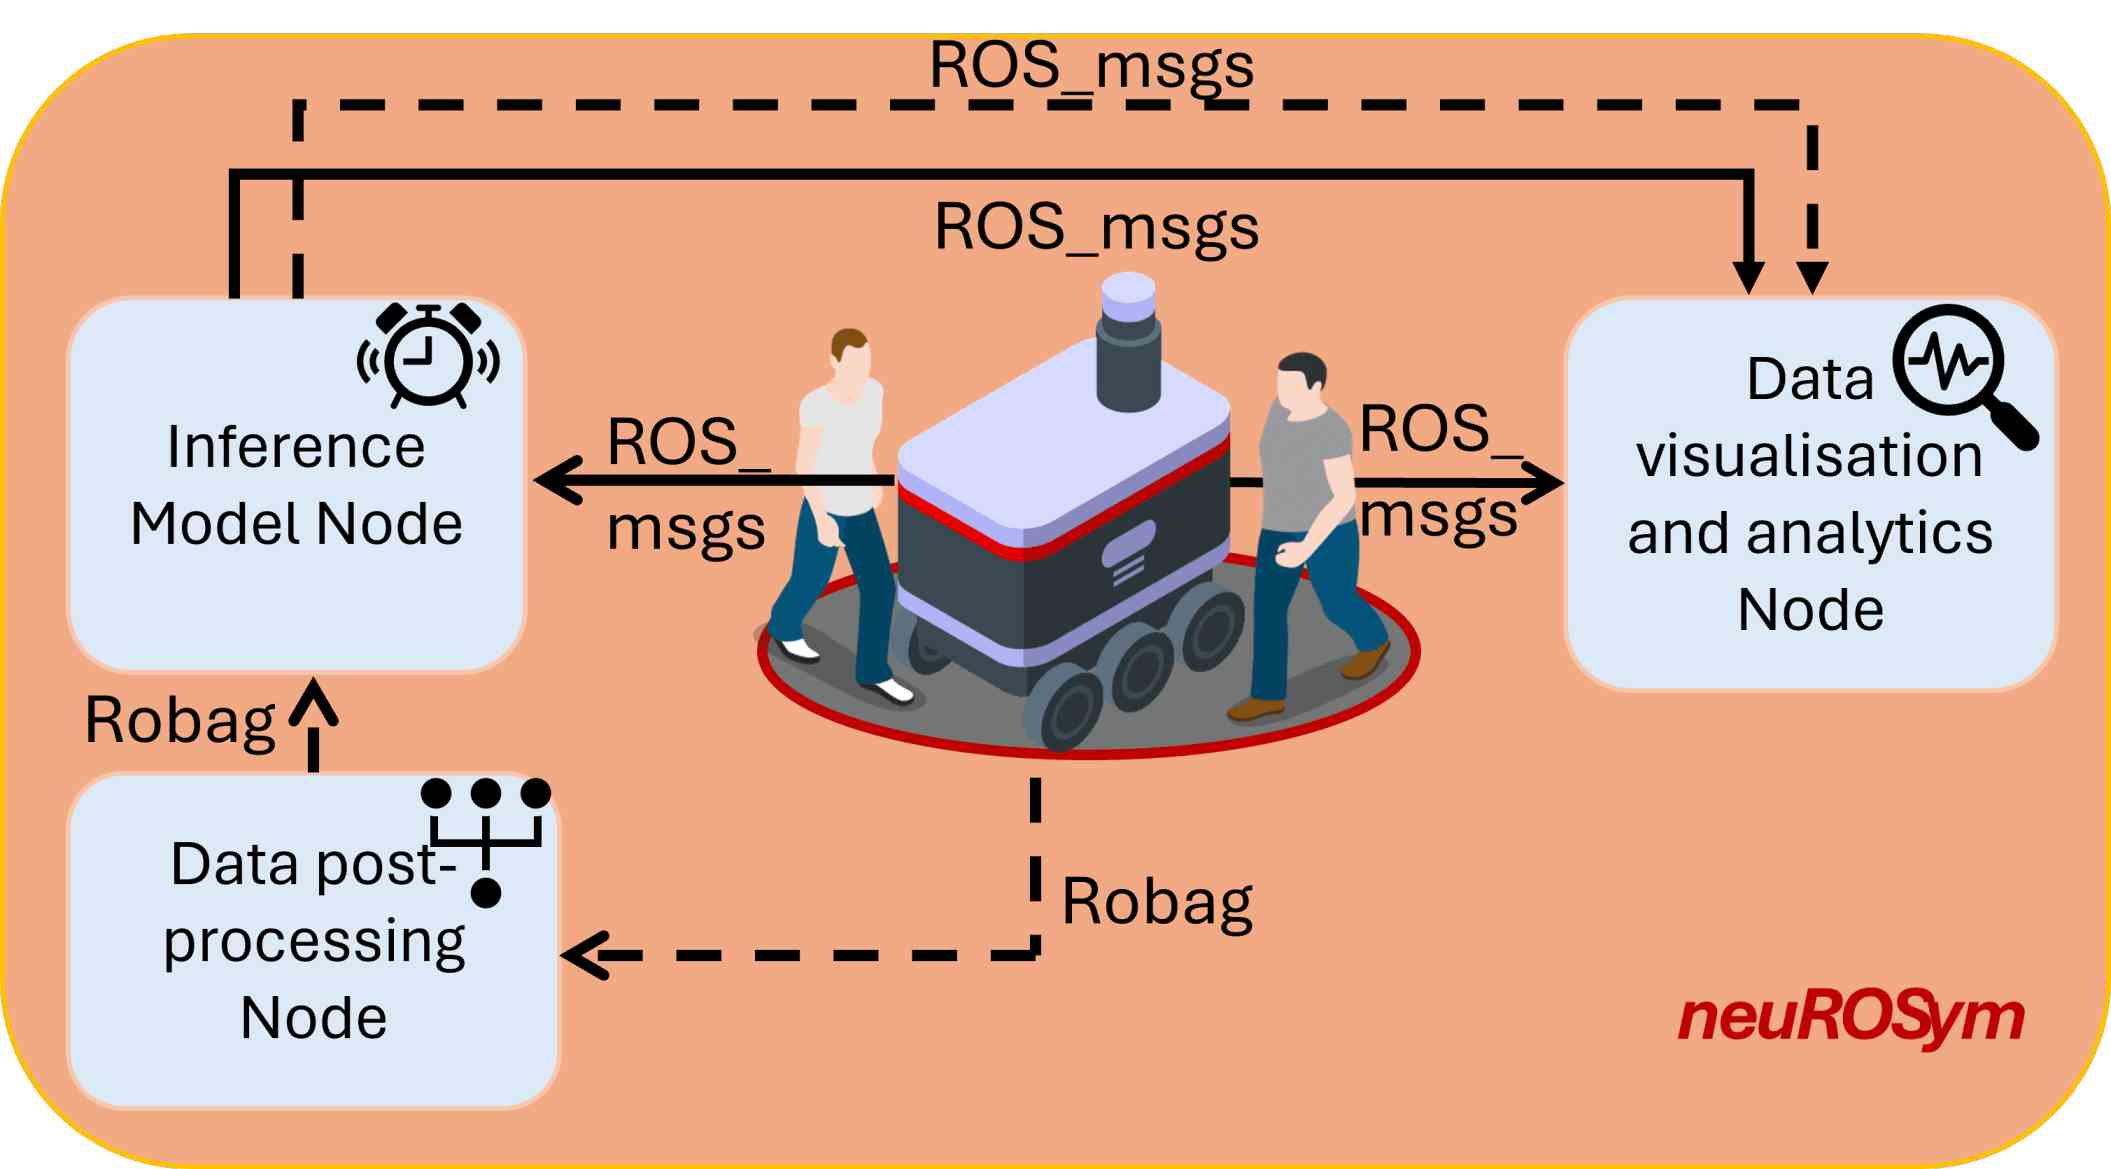 ROS_msgs
ROS_msgs
Inference
Model Node
ROS_
msgs
ROS_
msgs
Data
visualisation
and analytics
Node
Robag
Data post-
processing
Node
Robag
neuROSym